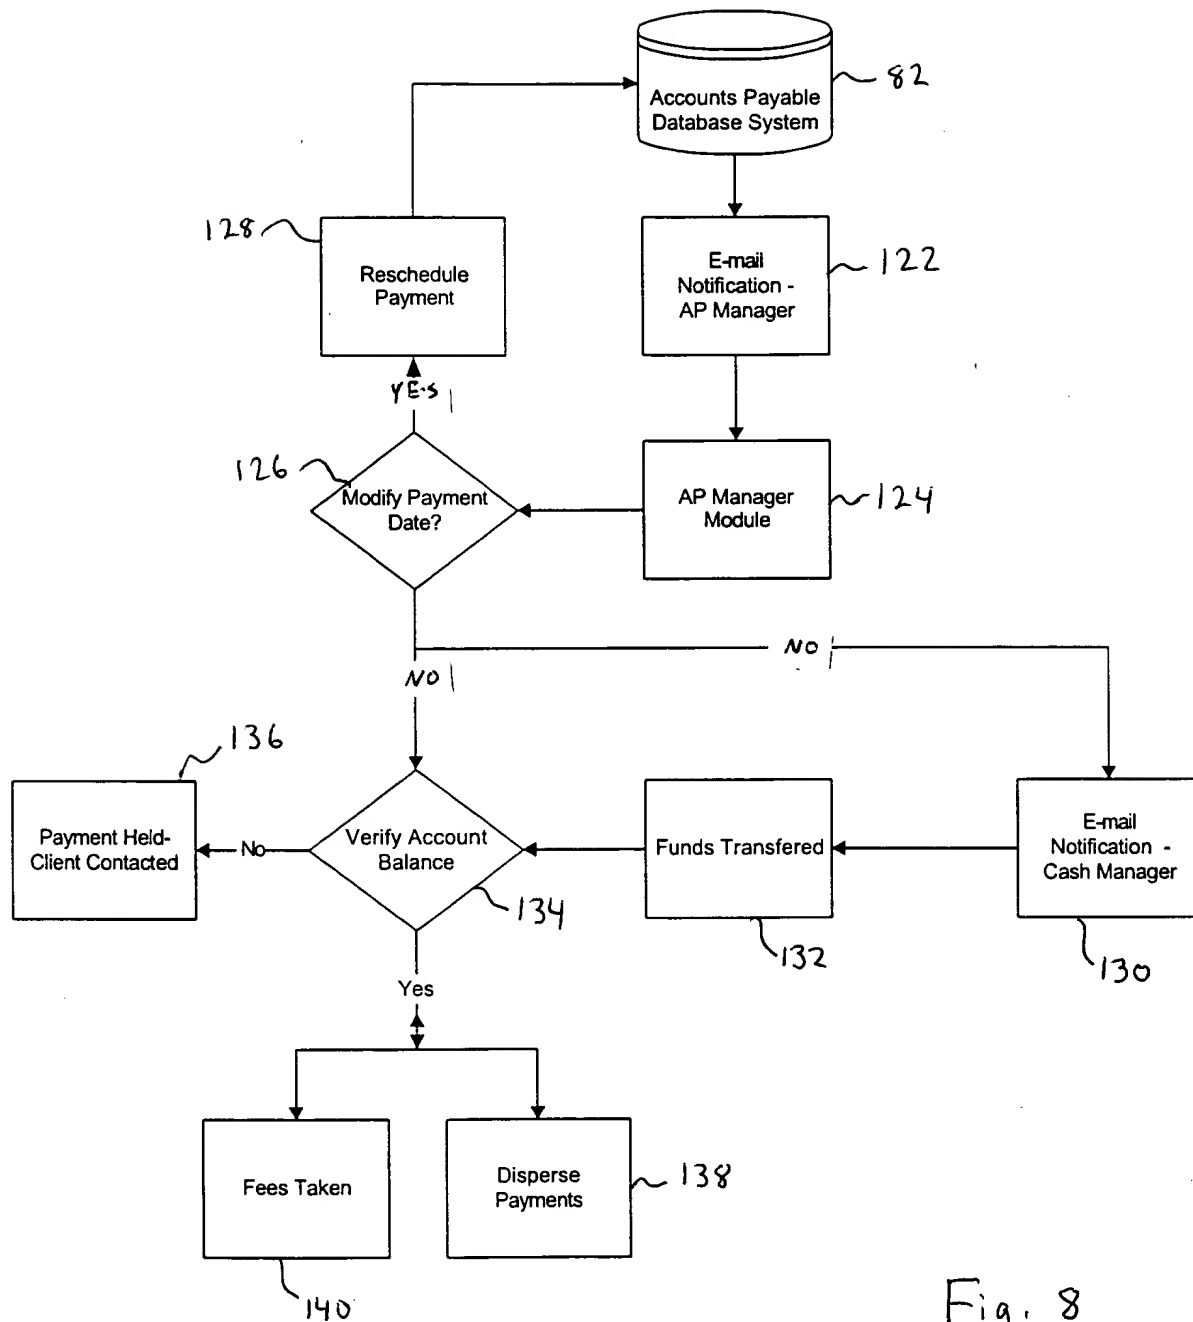 Accounts Payable
Database System
82
128
Reschedule
Payment
E-mail
Notification -
AP Manager
122
YES
126
Modify Payment
Date?
AP Manager
Module
124
NO
NO
136
Payment Held-
Client Contacted
No
Verify Account
Balance
134
Funds Transfered
132
E-mail
Notification -
Cash Manager
130
Yes
Fees Taken
140
Disperse
Payments
138
Fig. 8